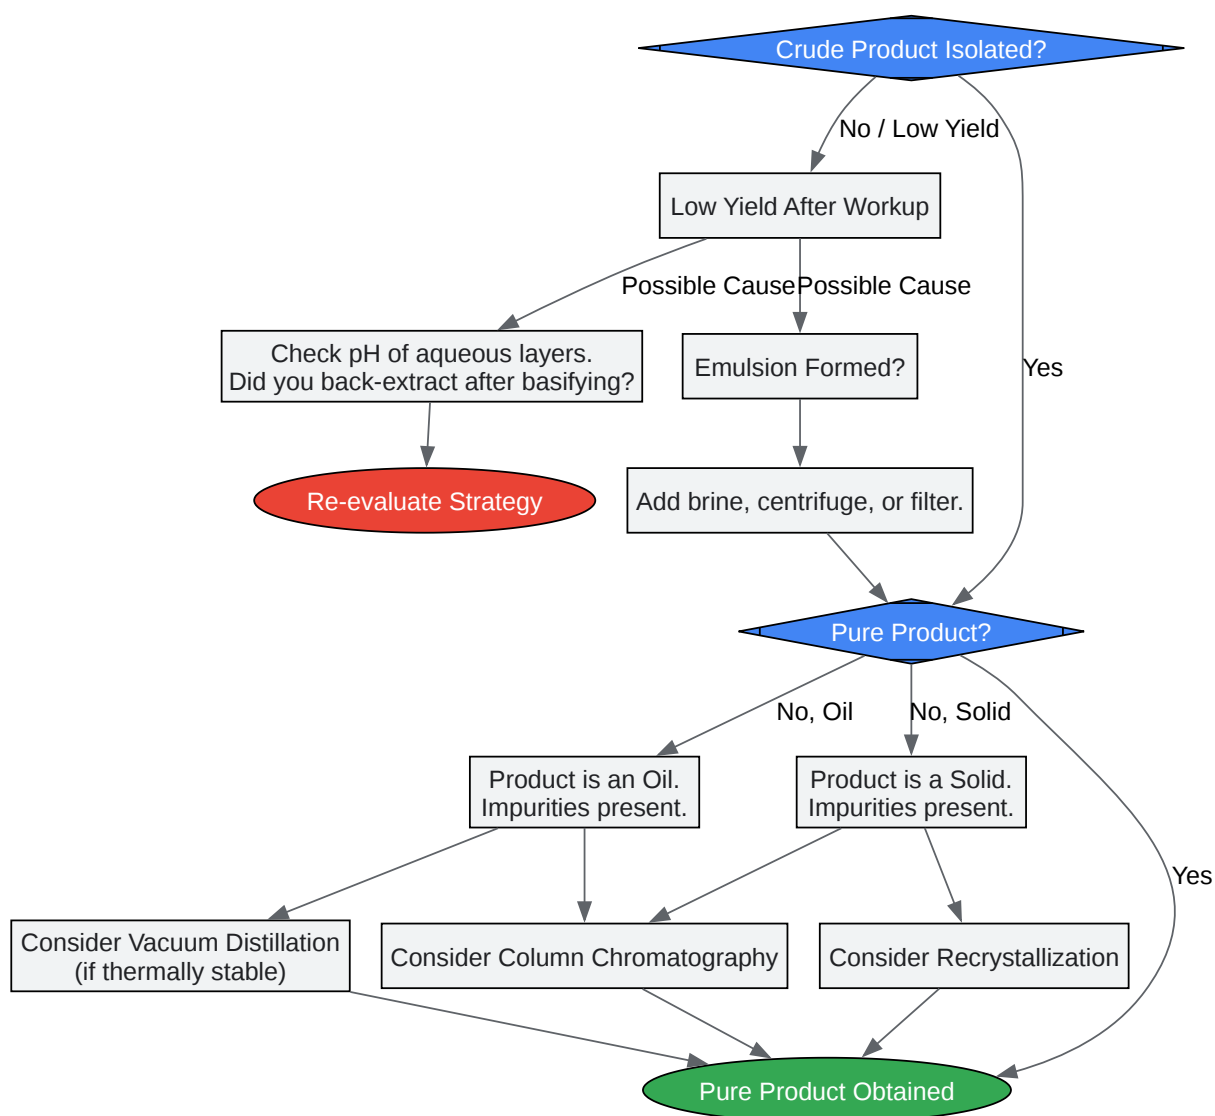 Crude Product Isolated?
No / Low Yield
Low Yield After Workup
Possible Cause
Possible Cause
Check pH of aqueous layers.
Did you back-extract after basifying?
Emulsion Formed?
Yes
Re-evaluate Strategy
Add brine, centrifuge, or filter.
Pure Product?
No, Oil
No, Solid
Product is an Oil.
Impurities present.
Product is a Solid.
Impurities present.
Yes
Consider Vacuum Distillation
(if thermally stable)
Consider Column Chromatography
Consider Recrystallization
Pure Product Obtained